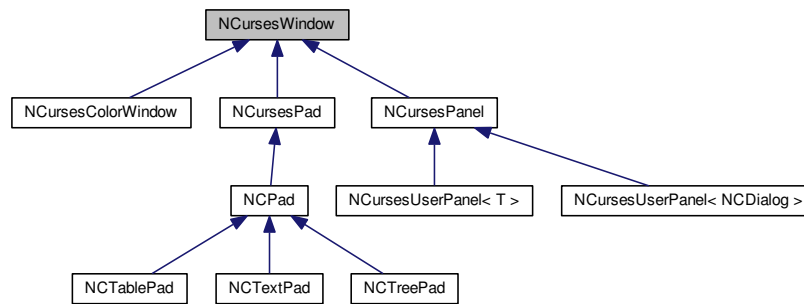 NCursesWindow
NCursesColorWindow
NCursesPad
NCursesPanel
NCPad
NCursesUserPanel< T >
NCursesUserPanel< NCDialog >
NCTablePad
NCTextPad
NCTreePad